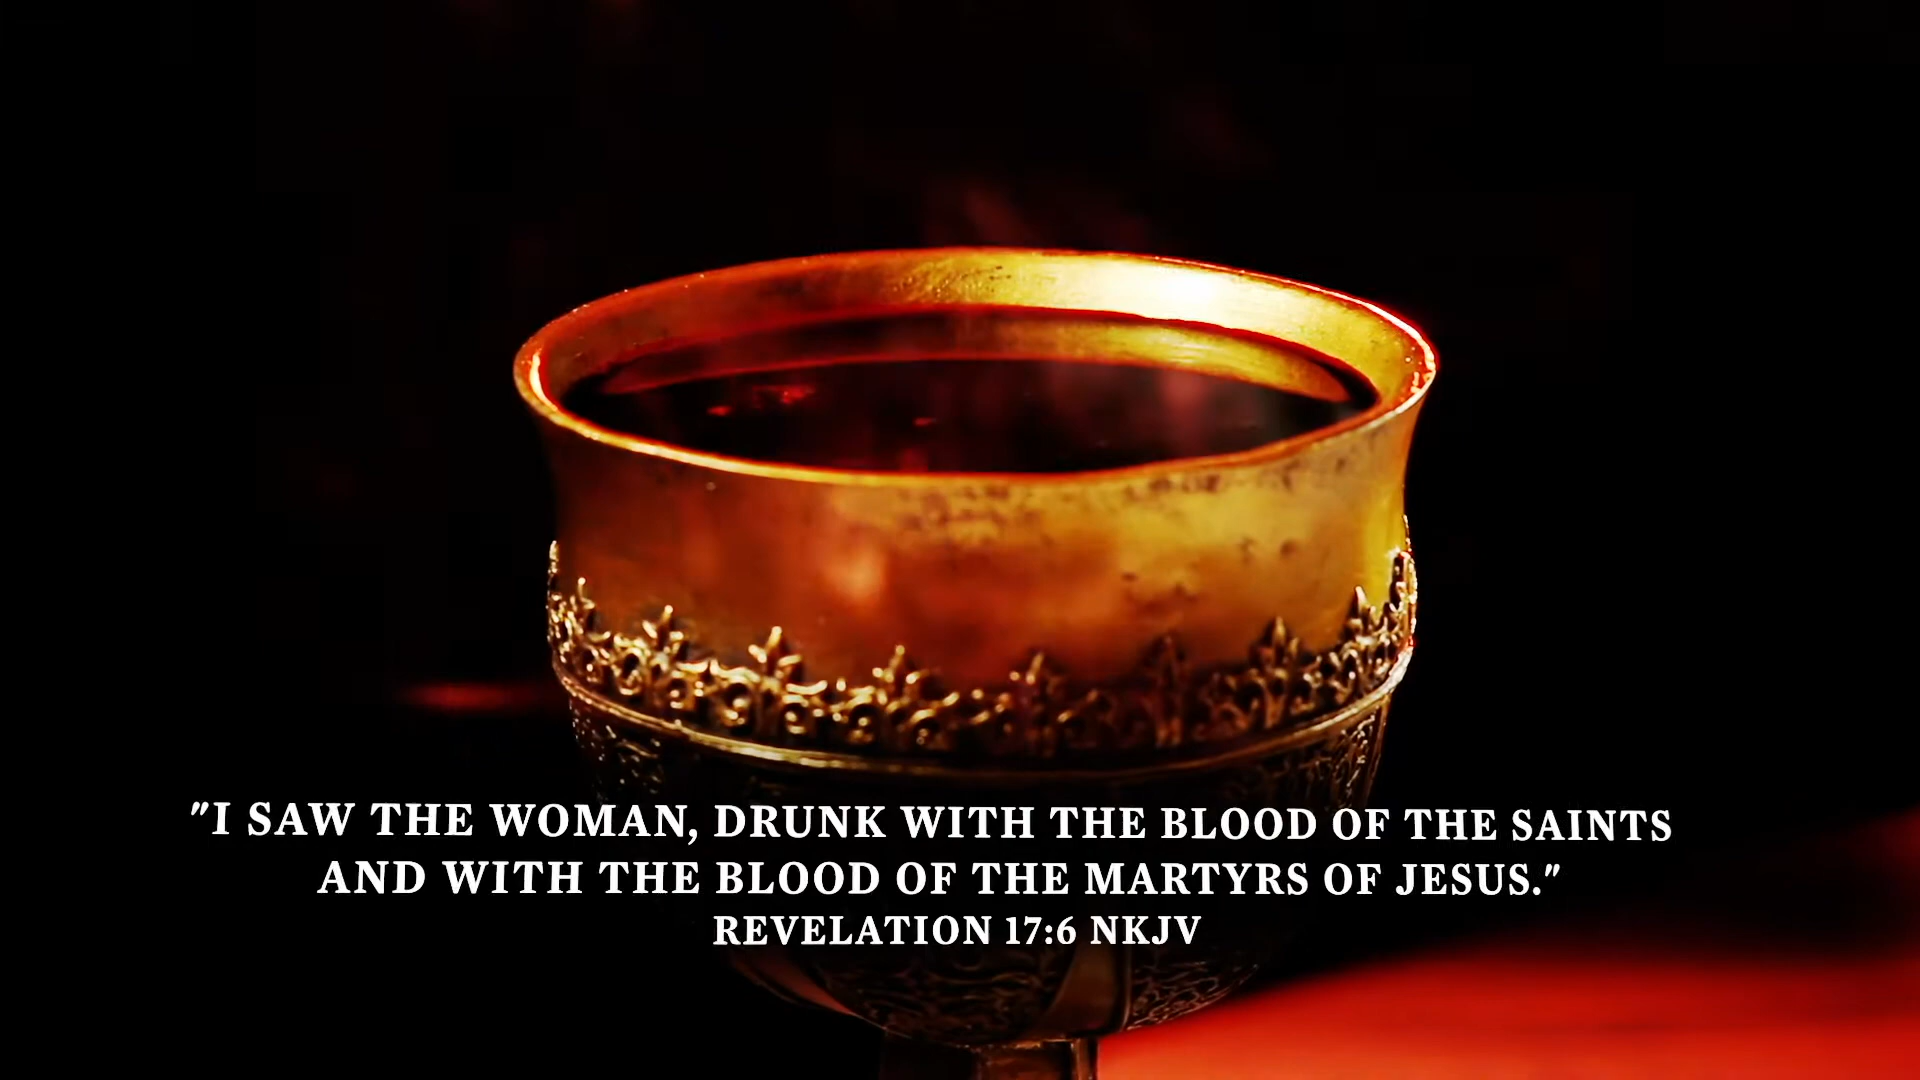 "I SAW THE WOMAN, DRUNK WITH THE BLOOD OF THE SAINTS
AND WITH THE BLOOD OF THE MARTYRS OF JESUS."
REVELATION 17:6 NKJV